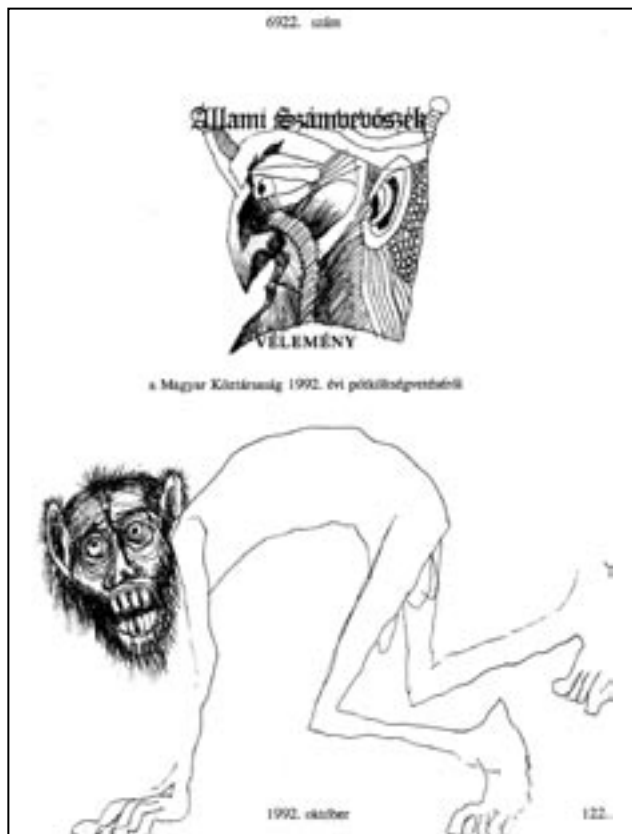 6922. szám
Állami Számvevőszék
VÉLEMÉNY
a Magyar Köztársaság 1992. évi pótköltségvetéséről
1992. október
122.